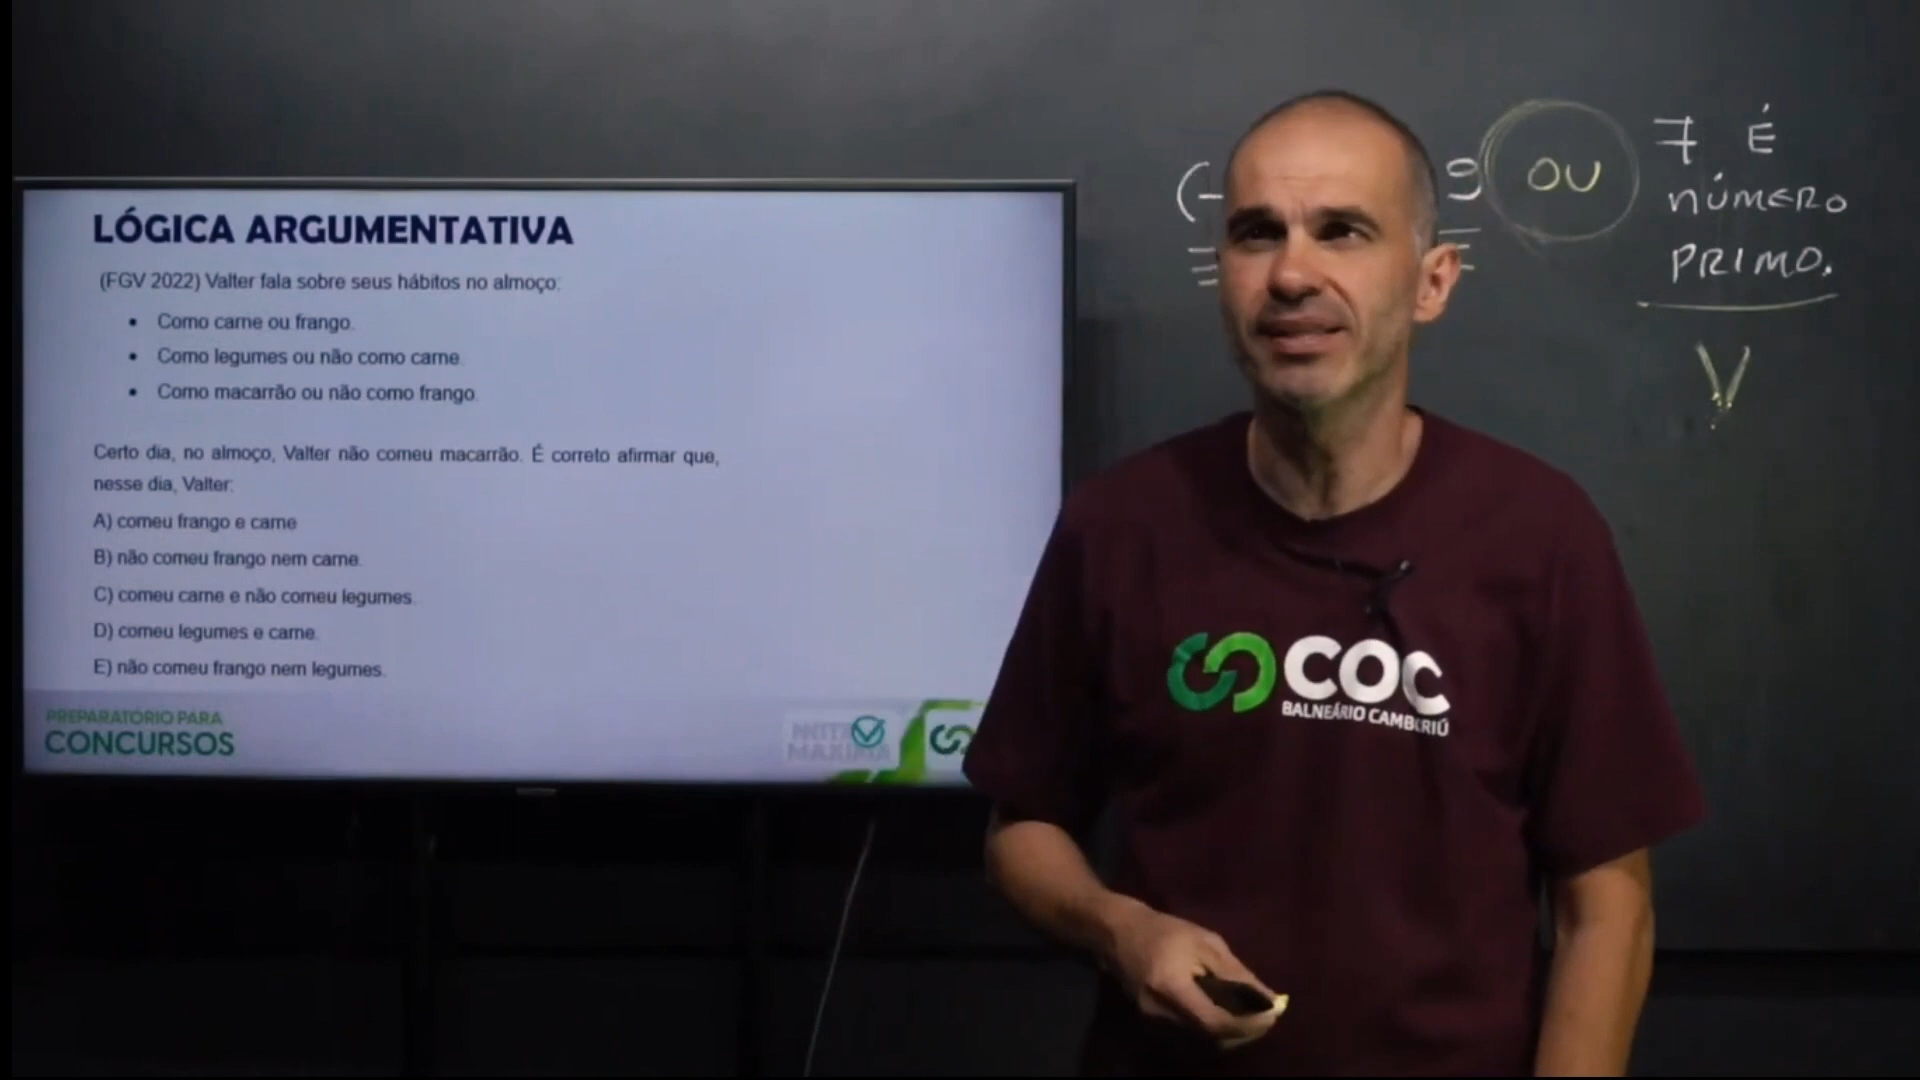 LÓGICA ARGUMENTATIVA
(FGV 2022) Valter fala sobre seus hábitos no almoço:
• Como carne ou frango.
• Como legumes ou não como carne.
• Como macarrão ou não como frango.
Certo dia, no almoço, Valter não comeu macarrão. É correto afirmar que,
nesse dia, Valter:
A) comeu frango e carne
B) não comeu frango nem carne.
C) comeu carne e não comeu legumes.
D) comeu legumes e carne.
E) não comeu frango nem legumes.
PREPARATÓRIO PARA
CONCURSOS
(-
9 OU
7 É
NÚMERO
PRIMO.
V
COC
BALNEÁRIO CAMBORIÚ